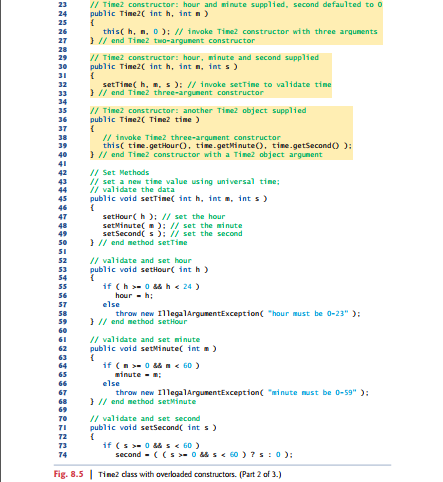 23 // Time2 constructor: hour and minute supplied, second defaulted to 0
24 public Time2( int h, int m )
25 {
26 this( h, m, 0 ); // invoke Time2 constructor with three arguments
27 } // end Time2 two-argument constructor
28
29 // Time2 constructor: hour, minute and second supplied
30 public Time2( int h, int m, int s )
31 {
32 setTime( h, m, s ); // invoke setTime to validate time
33 } // end Time2 three-argument constructor
34
35 // Time2 constructor: another Time2 object supplied
36 public Time2( Time2 time )
37 {
38 // invoke Time2 three-argument constructor
39 this( time.getHour(), time.getMinute(), time.getSecond() );
40 } // end Time2 constructor with a Time2 object argument
41
42 // Set Methods
43 // set a new time value using universal time;
44 // validate the data
45 public void setTime( int h, int m, int s )
46 {
47 setHour( h ); // set the hour
48 setMinute( m ); // set the minute
49 setSecond( s ); // set the second
50 } // end method setTime
51
52 // validate and set hour
53 public void setHour( int h )
54 {
55 if ( h >= 0 && h < 24 )
56 hour = h;
57 else
58 throw new IllegalArgumentException( "hour must be 0-23" );
59 } // end method setHour
60
61 // validate and set minute
62 public void setMinute( int m )
63 {
64 if ( m >= 0 && m < 60 )
65 minute = m;
66 else
67 throw new IllegalArgumentException( "minute must be 0-59" );
68 } // end method setMinute
69
70 // validate and set second
71 public void setSecond( int s )
72 {
73 if ( s >= 0 && s < 60 )
74 second = ( ( s >= 0 && s < 60 ) ? s : 0 );
Fig. 8.5 | Time2 class with overloaded constructors. (Part 2 of 3.)